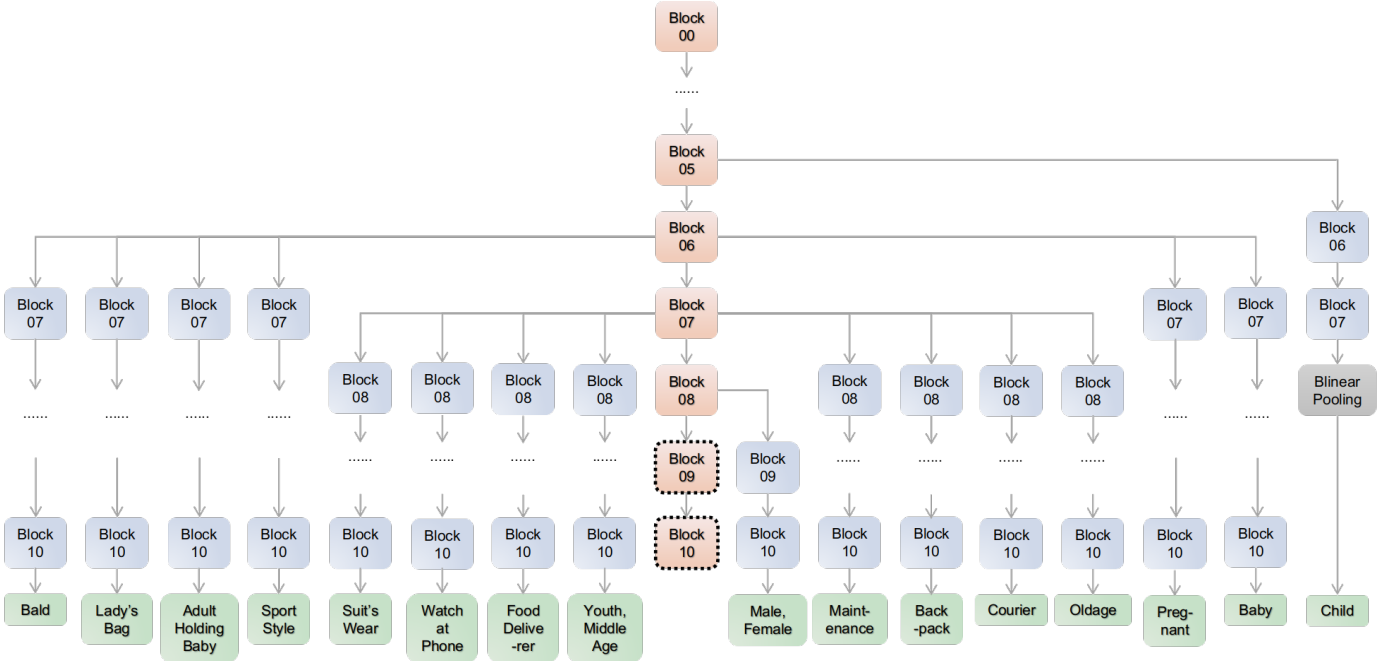 Block
00
......
Block
05
Block
06
Block
06
Block
07
Block
07
Block
07
Block
07
Block
07
Block
07
Block
07
Block
07
Block
08
Block
08
Block
08
Block
08
Block
08
Block
08
Block
08
Block
08
Block
08
Blinear
Pooling
......
......
......
......
......
......
......
......
......
......
Block
09
Block
09
......
......
......
......
Block
10
Block
10
Block
10
Block
10
Block
10
Block
10
Block
10
Block
10
Block
10
Block
10
Block
10
Block
10
Block
10
Block
10
Block
10
Block
10
Bald
Lady's
Bag
Adult
Holding
Baby
Sport
Style
Suit's
Wear
Watch
at
Phone
Food
Delive
-rer
Youth,
Middle
Age
Male,
Female
Maint-
enance
Back
-pack
Courier
Oldage
Preg-
nant
Baby
Child